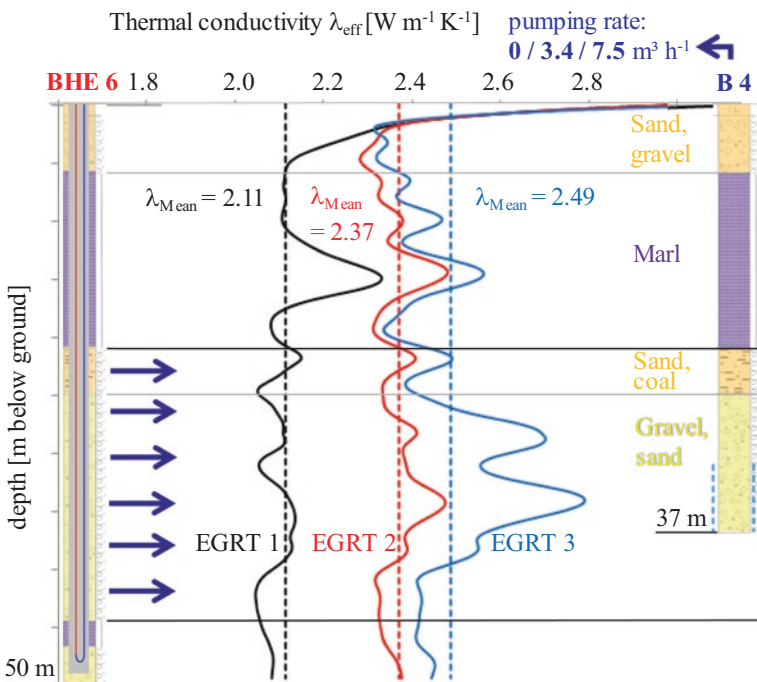 Thermal conductivity λeff [W m-1 K-1]
pumping rate:
0 / 3.4 / 7.5 m³ h-1
BHE 6
1.8
2.0
2.2
2.4
2.6
2.8
B 4
Sand,
gravel
λMean = 2.11
λMean
= 2.37
λMean = 2.49
Marl
Sand,
coal
Gravel,
sand
depth [m below ground]
37 m
EGRT 1
EGRT 2
EGRT 3
50 m